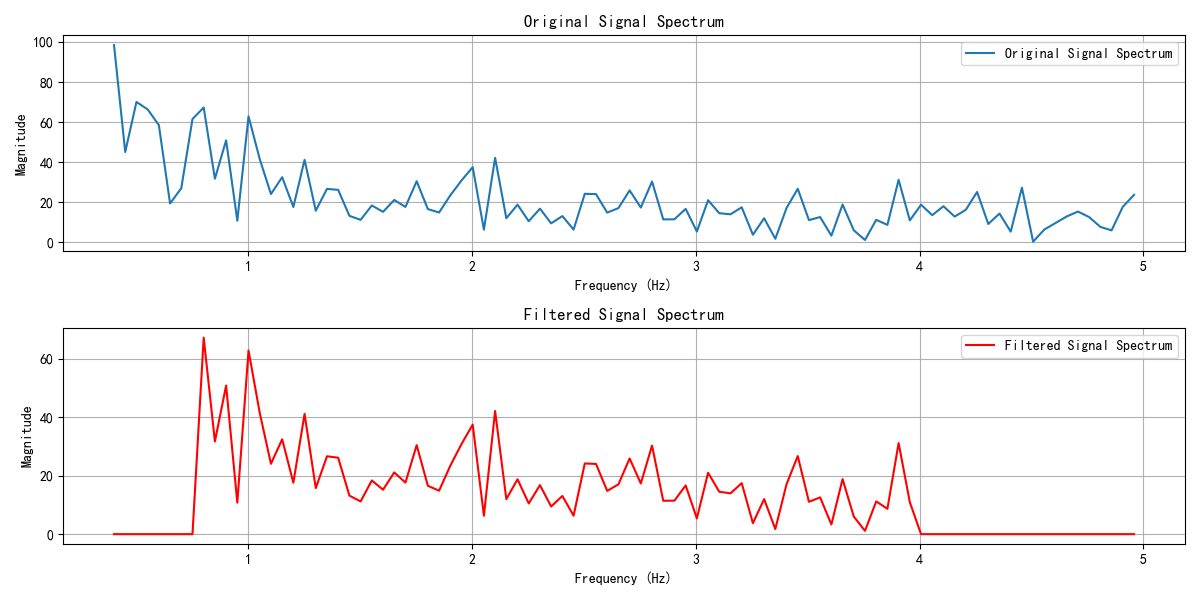 Original Signal Spectrum
100
80
60
40
20
0
Magnitude
Original Signal Spectrum
1 2 3 4 5
Frequency (Hz)
Filtered Signal Spectrum
60
40
20
0
Magnitude
Filtered Signal Spectrum
1 2 3 4 5
Frequency (Hz)